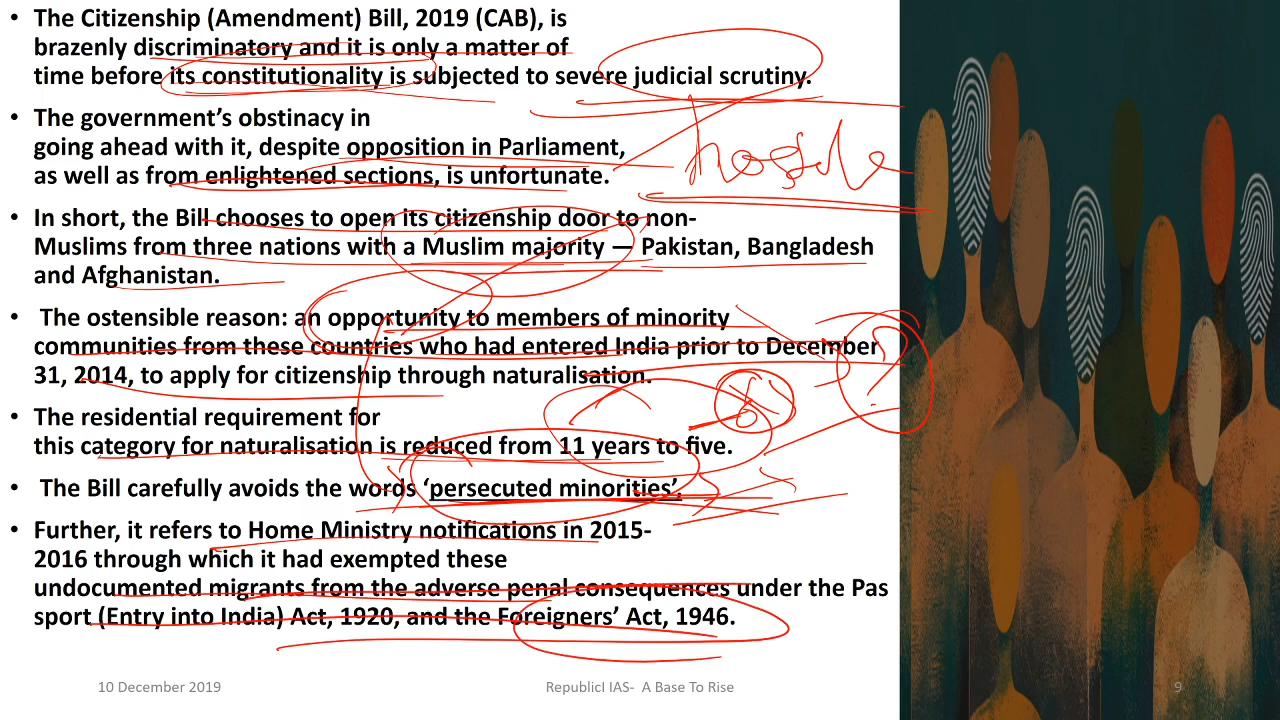 • The Citizenship (Amendment) Bill, 2019 (CAB), is
brazenly discriminatory and it is only a matter of
time before its constitutionality is subjected to severe judicial scrutiny.
• The government’s obstinacy in
going ahead with it, despite opposition in Parliament,
as well as from enlightened sections, is unfortunate.
• In short, the Bill chooses to open its citizenship door to non-
Muslims from three nations with a Muslim majority — Pakistan, Bangladesh
and Afghanistan.
• The ostensible reason: an opportunity to members of minority
communities from these countries who had entered India prior to December
31, 2014, to apply for citizenship through naturalisation.
• The residential requirement for
this category for naturalisation is reduced from 11 years to five.
• The Bill carefully avoids the words ‘persecuted minorities’.
• Further, it refers to Home Ministry notifications in 2015-
2016 through which it had exempted these
undocumented migrants from the adverse penal consequences under the Pas
sport (Entry into India) Act, 1920, and the Foreigners’ Act, 1946.
10 December 2019
RepublicI IAS- A Base To Rise
9